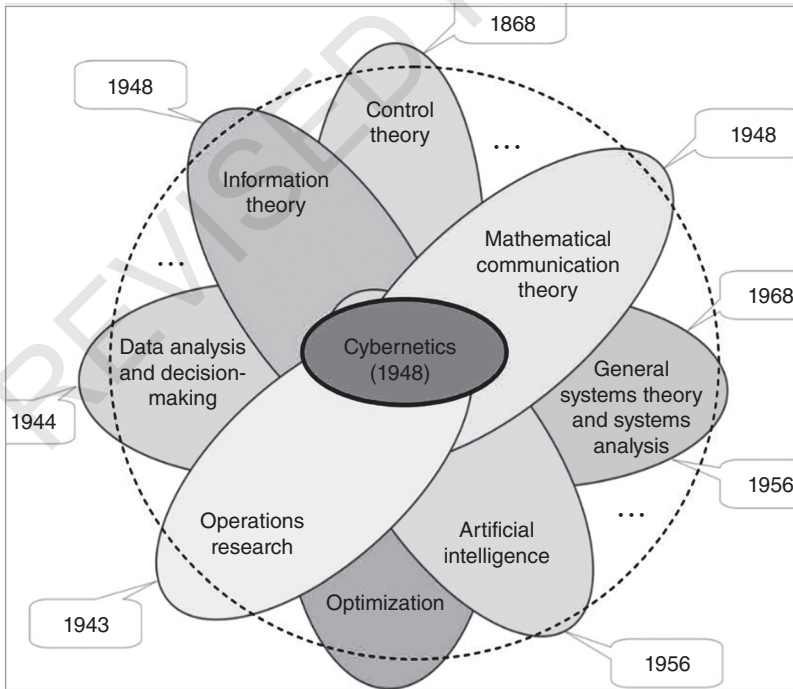 1868
1948
Control
theory
...
1948
Information
theory
Mathematical
communication
theory
...
1968
Data analysis
and decision-
making
Cybernetics
(1948)
General
systems theory
and systems
analysis
1944
1956
Operations
research
Artificial
intelligence
...
Optimization
1943
1956
REVISED